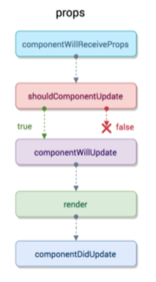 props
componentWillReceiveProps
shouldComponentUpdate
true
false
componentWillUpdate
render
componentDidUpdate